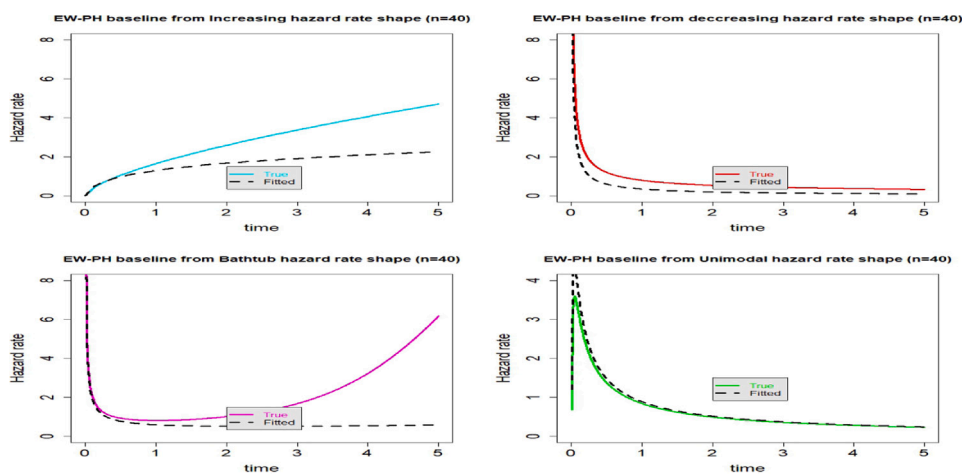 EW-PH baseline from Increasing hazard rate shape (n=40)
Hazard rate
0 2 4 6 8
True
Fitted
0 1 2 3 4 5
time
EW-PH baseline from deccreasing hazard rate shape (n=40)
Hazard rate
0 2 4 6 8
True
Fitted
0 1 2 3 4 5
time
EW-PH baseline from Bathtub hazard rate shape (n=40)
Hazard rate
0 2 4 6 8
True
Fitted
0 1 2 3 4 5
time
EW-PH baseline from Unimodal hazard rate shape (n=40)
Hazard rate
0 1 2 3 4
True
Fitted
0 1 2 3 4 5
time